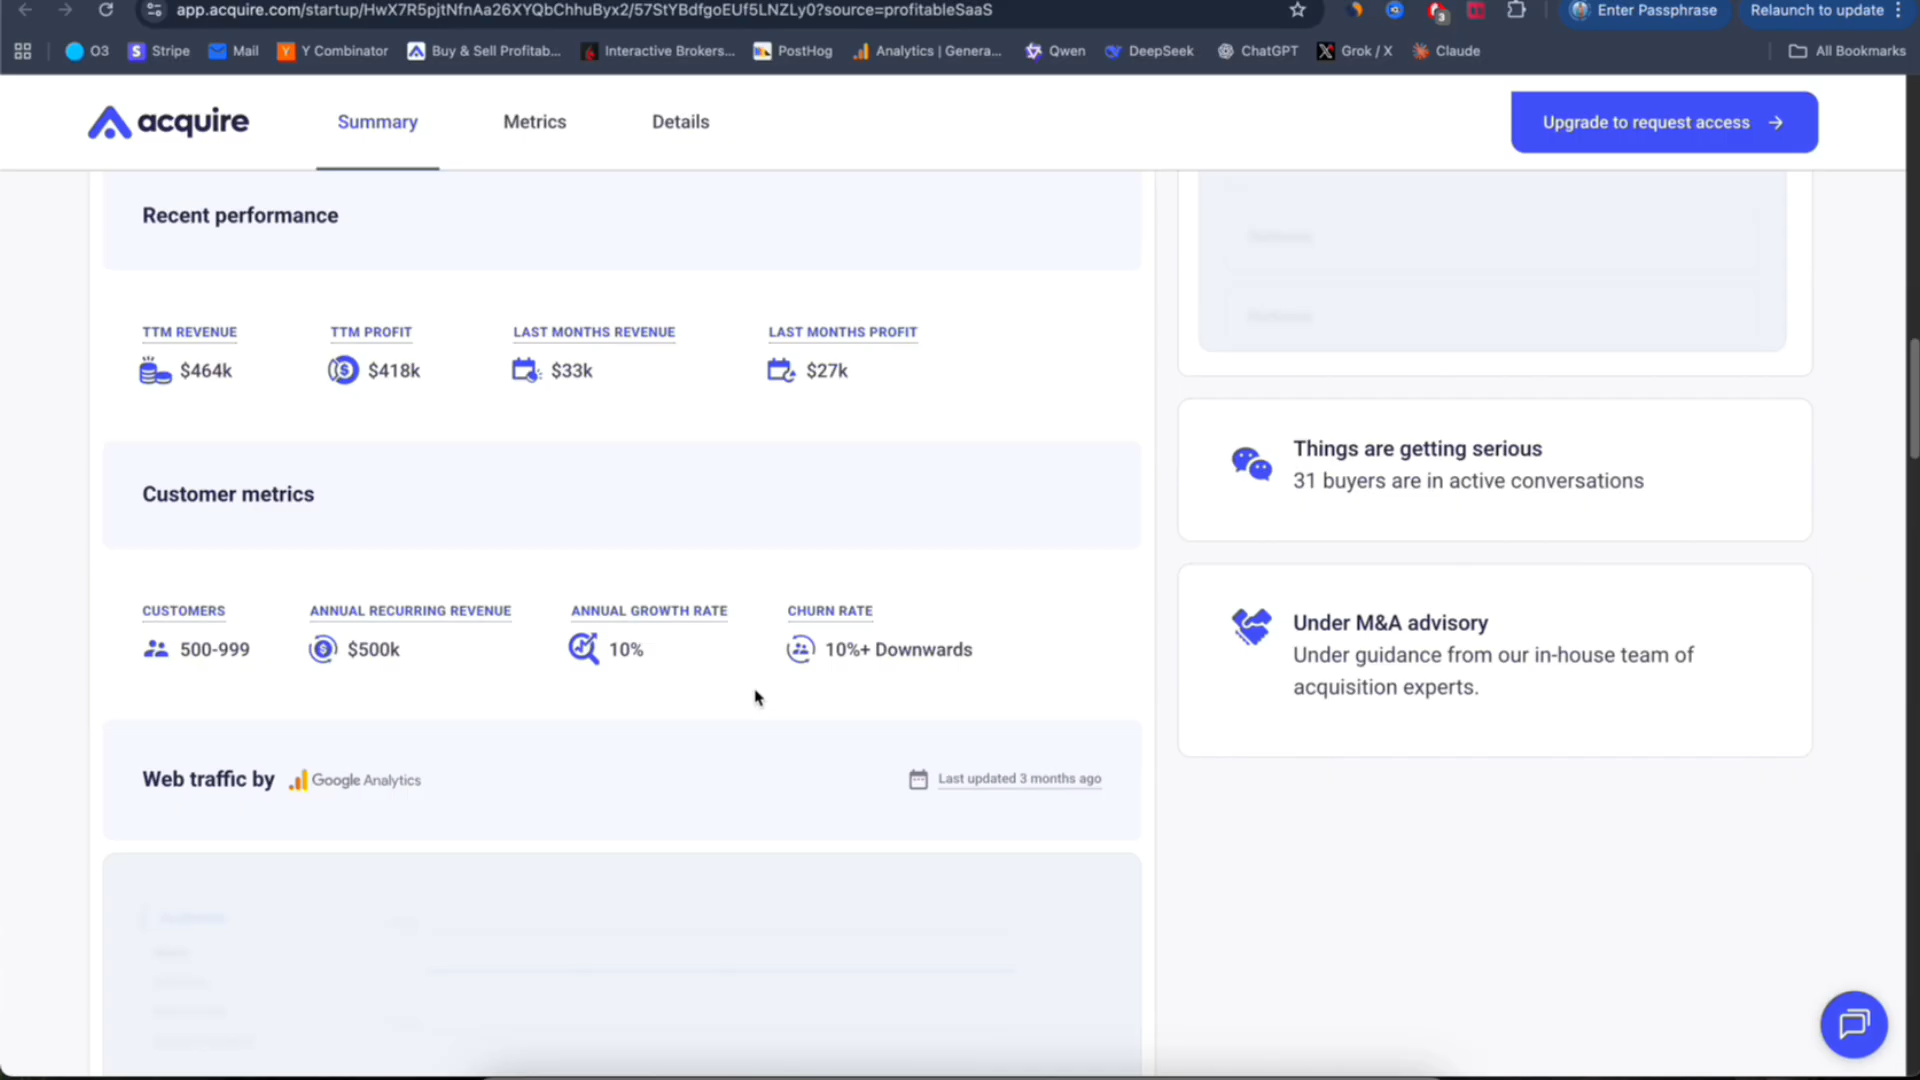 app.acquire.com/startup/HwX7R5pjtNfnAa26XYQbChhuByx2/57StYBdfgoEUf5LNZLy0?source=profitableSaaS
3
Enter Passphrase
Relaunch to update
O3
Stripe
Mail
Y Combinator
Buy & Sell Profitab...
Interactive Brokers...
PostHog
Analytics | Genera...
Qwen
DeepSeek
ChatGPT
Grok / X
Claude
All Bookmarks
acquire
Summary
Metrics
Details
Upgrade to request access
Recent performance
TTM REVENUE
$464k
TTM PROFIT
$418k
LAST MONTHS REVENUE
$33k
LAST MONTHS PROFIT
$27k
Customer metrics
CUSTOMERS
500-999
ANNUAL RECURRING REVENUE
$500k
ANNUAL GROWTH RATE
10%
CHURN RATE
10%+ Downwards
Web traffic by Google Analytics
Last updated 3 months ago
Things are getting serious
31 buyers are in active conversations
Under M&A advisory
Under guidance from our in-house team of
acquisition experts.